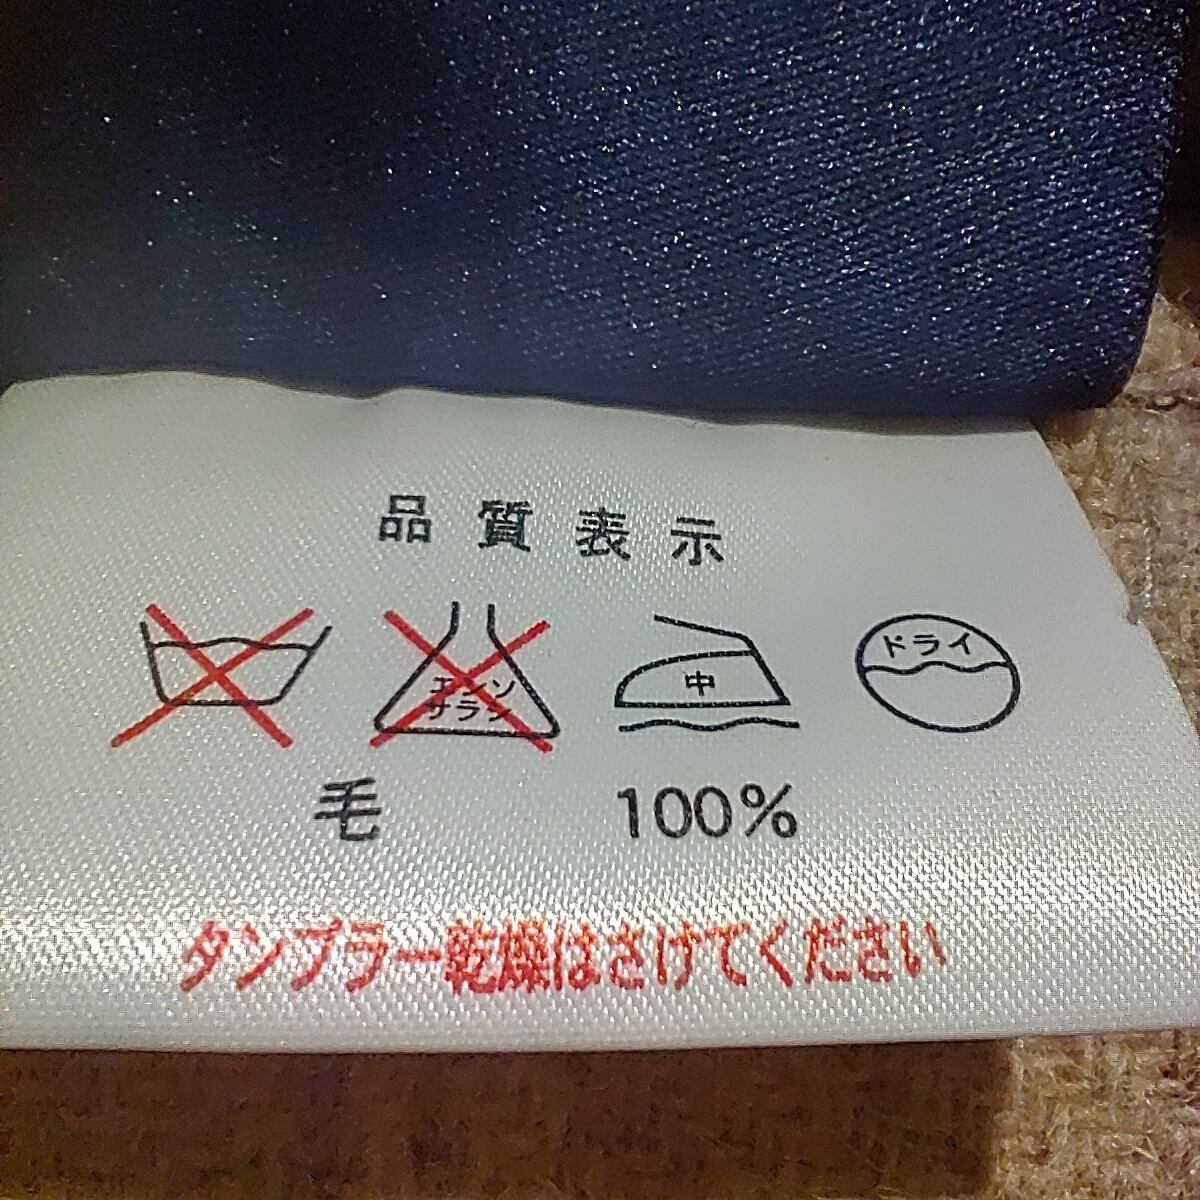 品質表示
エンソ
サラシ
中
ドライ
毛 100%
タンブラー乾燥はさけてください